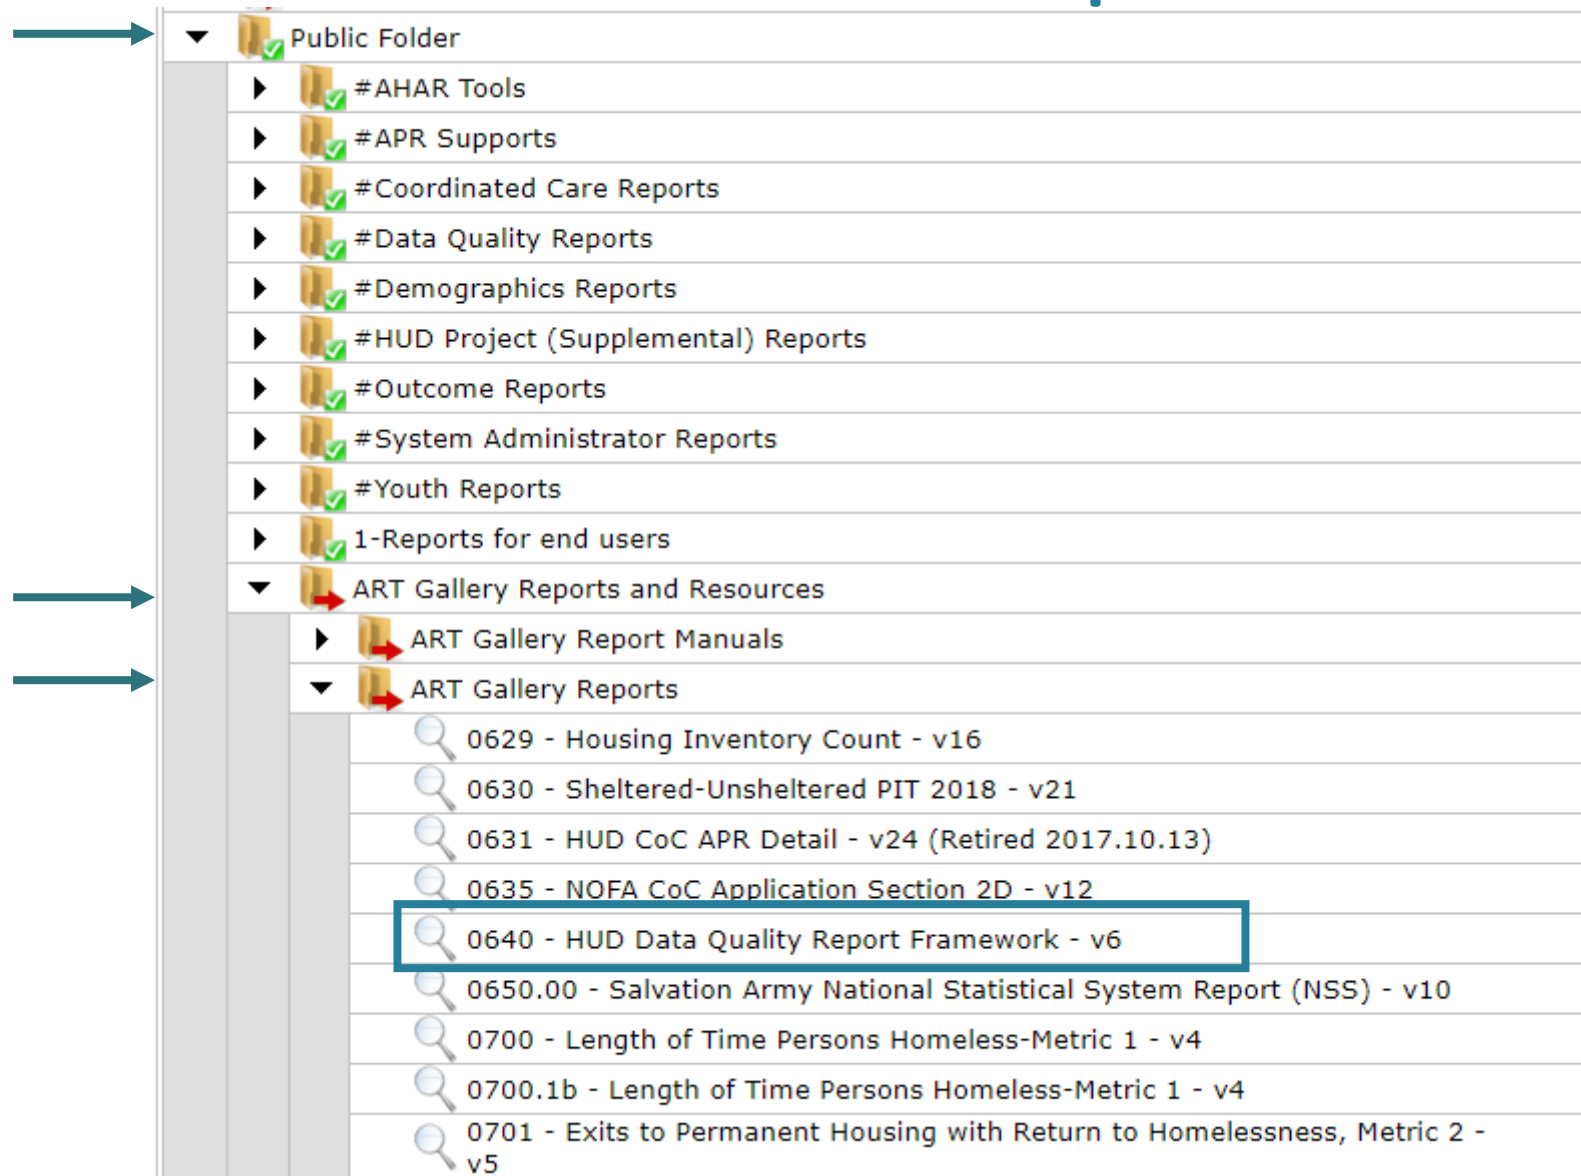 Public Folder
#AHAR Tools
#APR Supports
#Coordinated Care Reports
#Data Quality Reports
#Demographics Reports
#HUD Project (Supplemental) Reports
#Outcome Reports
#System Administrator Reports
#Youth Reports
1-Reports for end users
ART Gallery Reports and Resources
ART Gallery Report Manuals
ART Gallery Reports
0629 - Housing Inventory Count - v16
0630 - Sheltered-Unsheltered PIT 2018 - v21
0631 - HUD CoC APR Detail - v24 (Retired 2017.10.13)
0635 - NOFA CoC Application Section 2D - v12
0640 - HUD Data Quality Report Framework - v6
0650.00 - Salvation Army National Statistical System Report (NSS) - v10
0700 - Length of Time Persons Homeless-Metric 1 - v4
0700.1b - Length of Time Persons Homeless-Metric 1 - v4
0701 - Exits to Permanent Housing with Return to Homelessness, Metric 2 -
v5